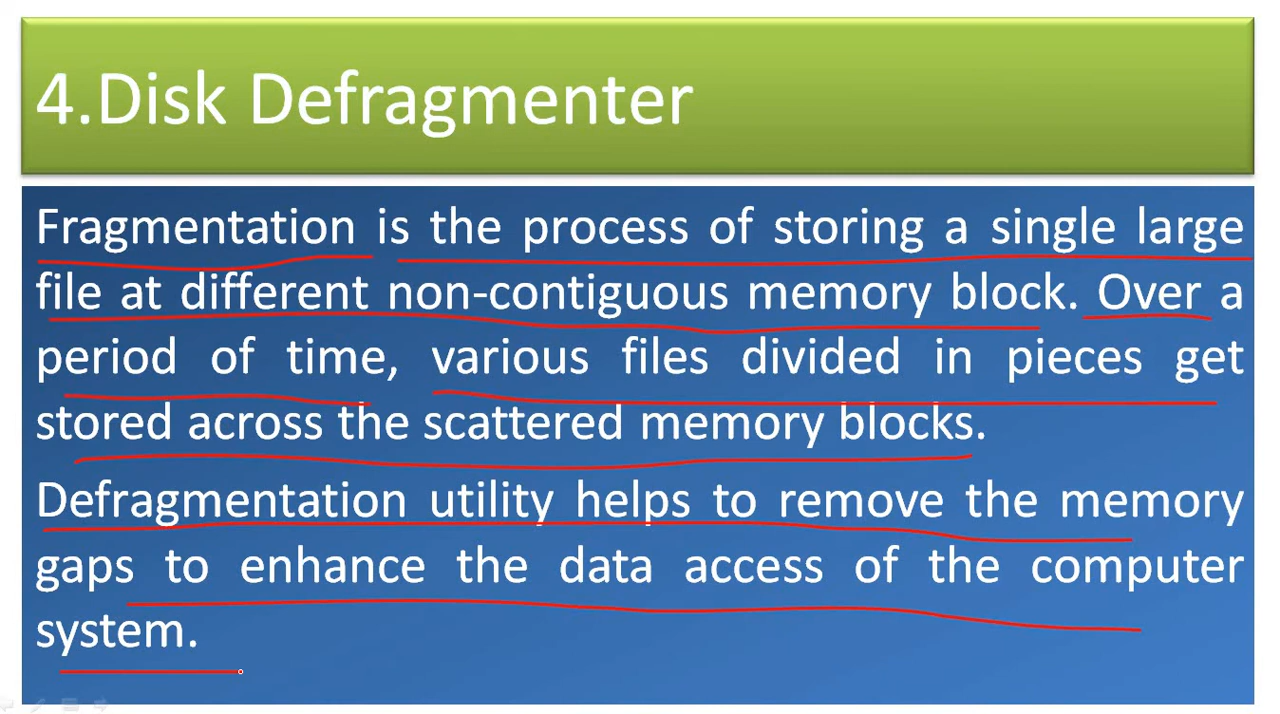 4.Disk Defragmenter
Fragmentation is the process of storing a single large
file at different non-contiguous memory block. Over a
period of time, various files divided in pieces get
stored across the scattered memory blocks.
Defragmentation utility helps to remove the memory
gaps to enhance the data access of the computer
system.